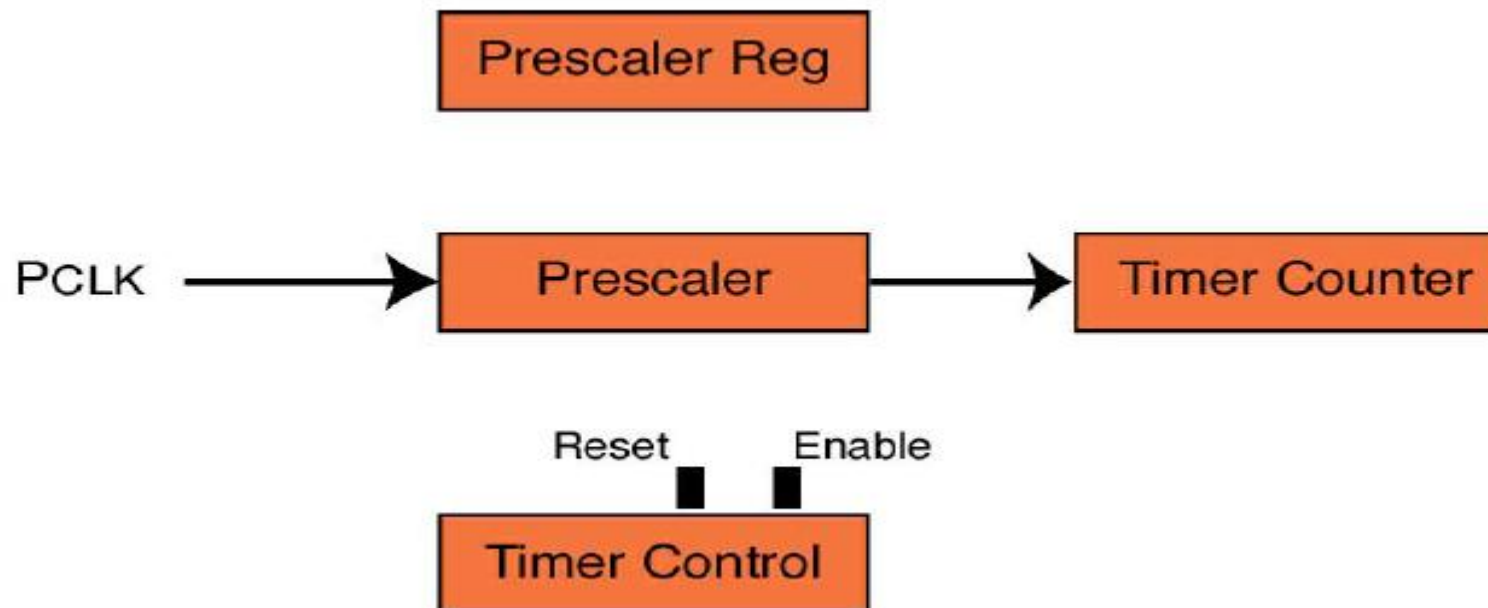 Prescaler Reg
PCLK
Prescaler
Timer Counter
Reset
Enable
Timer Control